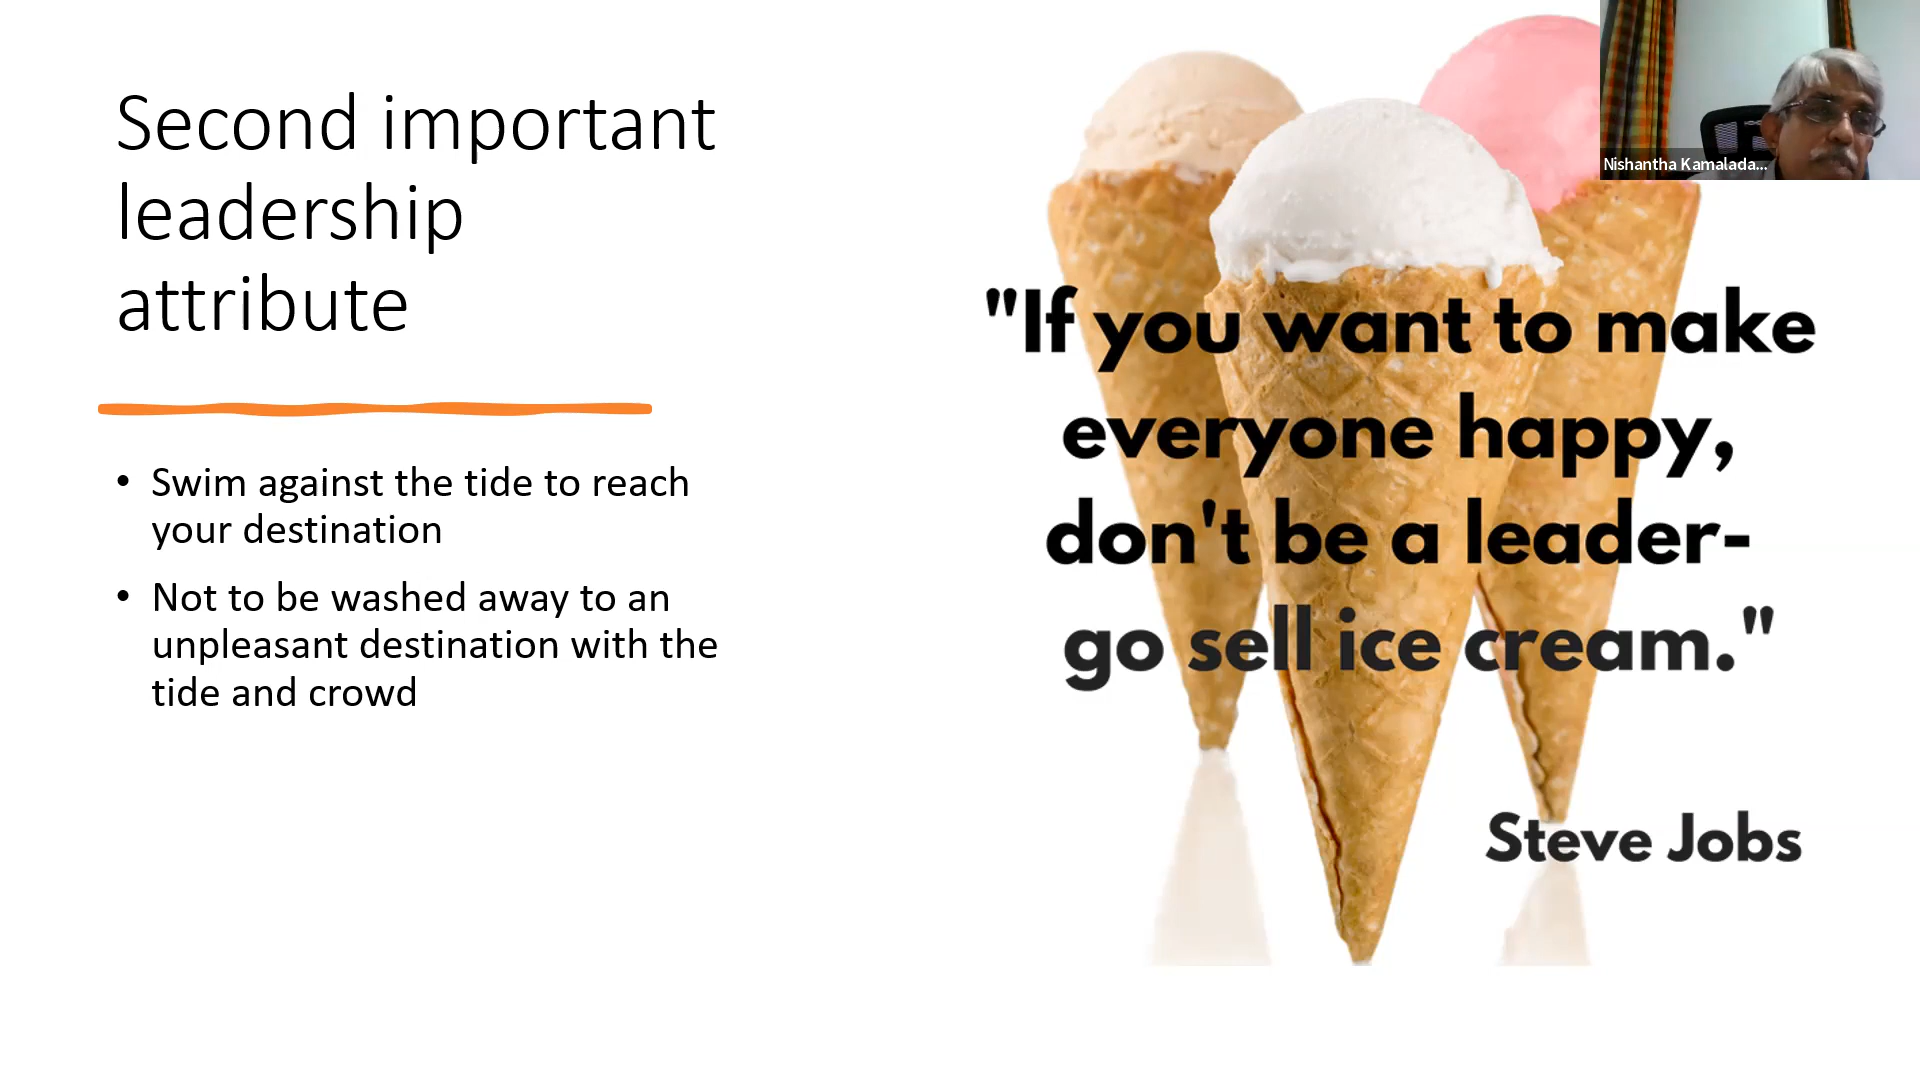 Second important
leadership
attribute
• Swim against the tide to reach
your destination
• Not to be washed away to an
unpleasant destination with the
tide and crowd
"If you want to make
everyone happy,
don't be a leader-
go sell ice cream."
Steve Jobs
Nishantha Kamalada...